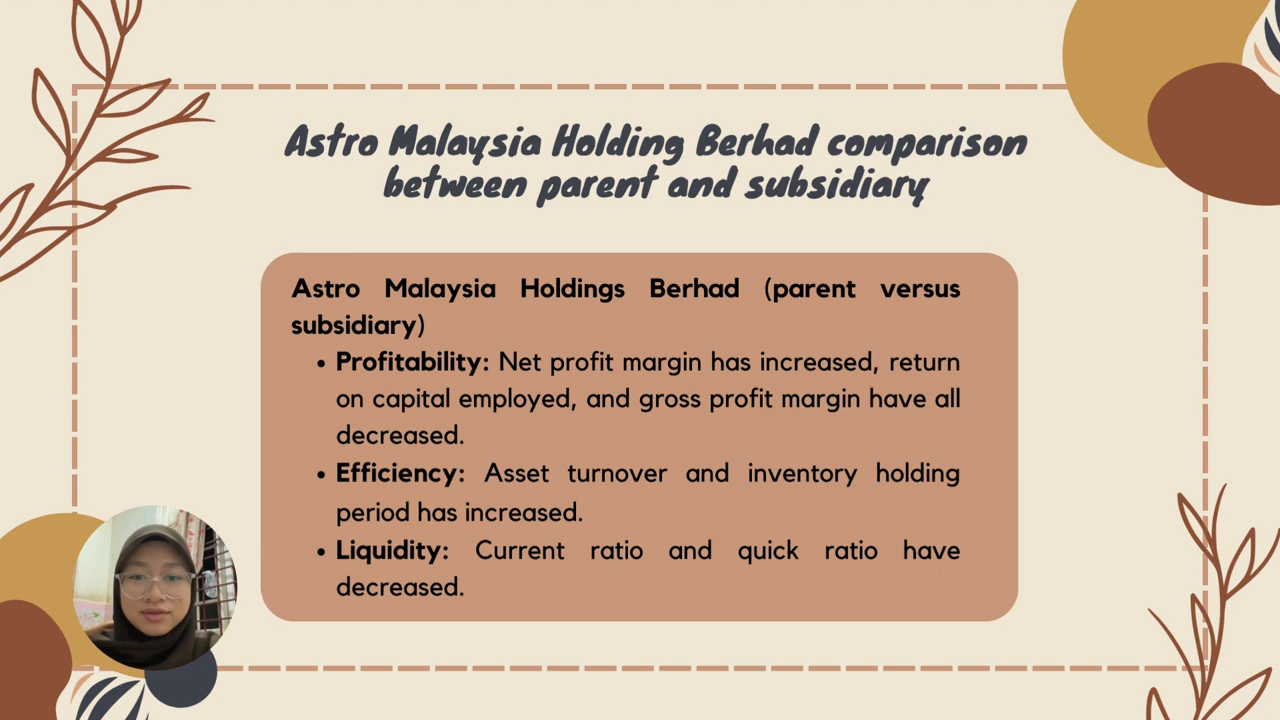 Astro Malaysia Holding Berhad comparison
between parent and subsidiary
Astro Malaysia Holdings Berhad (parent versus
subsidiary)
• Profitability: Net profit margin has increased, return
on capital employed, and gross profit margin have all
decreased.
• Efficiency: Asset turnover and inventory holding
period has increased.
• Liquidity: Current ratio and quick ratio have
decreased.